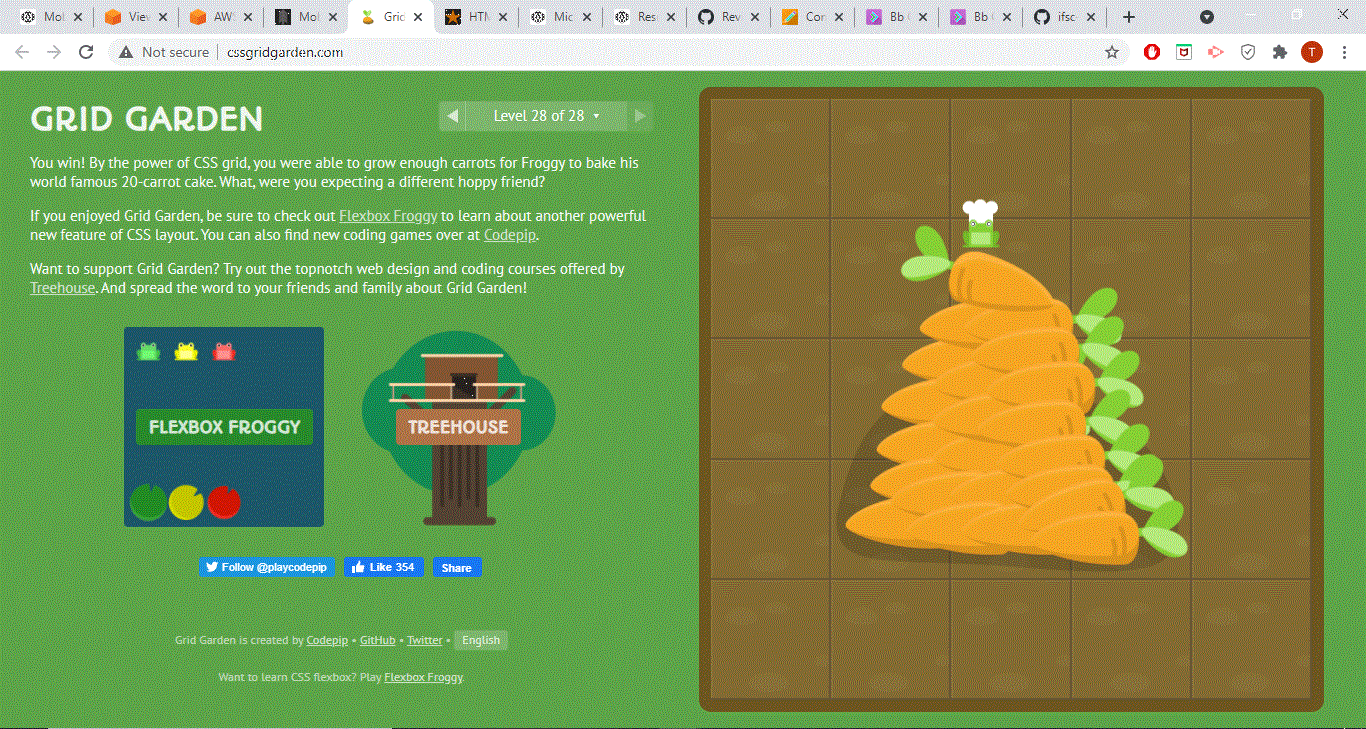 Mol
View
AW
Mol
Grid
HTM
Mic
Res
Rev
Con
Bb
Bb
ifsc
Not secure
cssgridgarden.com
T
GRID GARDEN
Level 28 of 28
You win! By the power of CSS grid, you were able to grow enough carrots for Froggy to bake his
world famous 20-carrot cake. What, were you expecting a different hoppy friend?
If you enjoyed Grid Garden, be sure to check out Flexbox Froggy to learn about another powerful
new feature of CSS layout. You can also find new coding games over at Codepip.
Want to support Grid Garden? Try out the topnotch web design and coding courses offered by
Treehouse. And spread the word to your friends and family about Grid Garden!
FLEXBOX FROGGY
TREEHOUSE
Follow @playcodepip
Like 354
Share
Grid Garden is created by Codepip • GitHub • Twitter • English
Want to learn CSS flexbox? Play Flexbox Froggy.